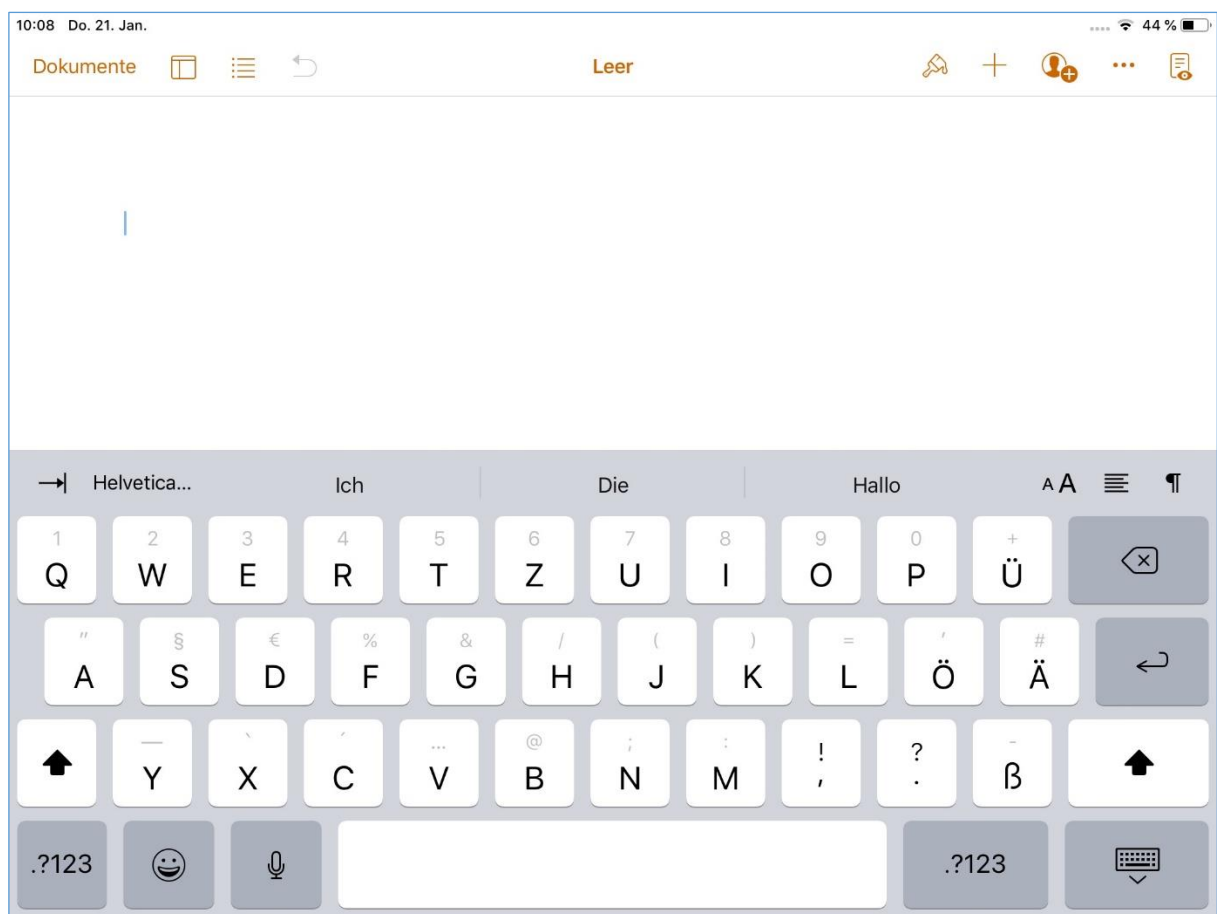 10:08 Do. 21. Jan. 44 %
Dokumente Leer
Helvetica... Ich Die Hallo AA ¶
1 2 3 4 5 6 7 8 9 0 +
Q W E R T Z U I O P Ü
" § € % & / ( ) = ' #
A S D F G H J K L Ö Ä
— ` ´ ... @ ; : ! ? -
Y X C V B N M , . ß
.?123 .?123